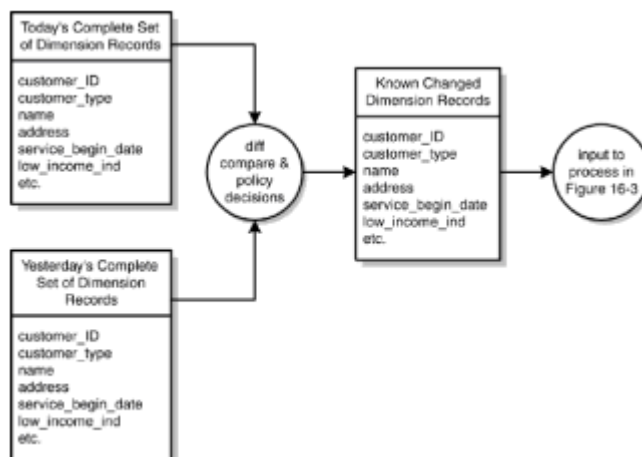 Today's Complete Set
of Dimension Records
customer_ID
customer_type
name
address
service_begin_date
low_income_ind
etc.
Yesterday's Complete
Set of Dimension
Records
customer_ID
customer_type
name
address
service_begin_date
low_income_ind
etc.
diff
compare &
policy
decisions
Known Changed
Dimension Records
customer_ID
customer_type
name
address
service_begin_date
low_income_ind
etc.
input to
process in
Figure 16-3